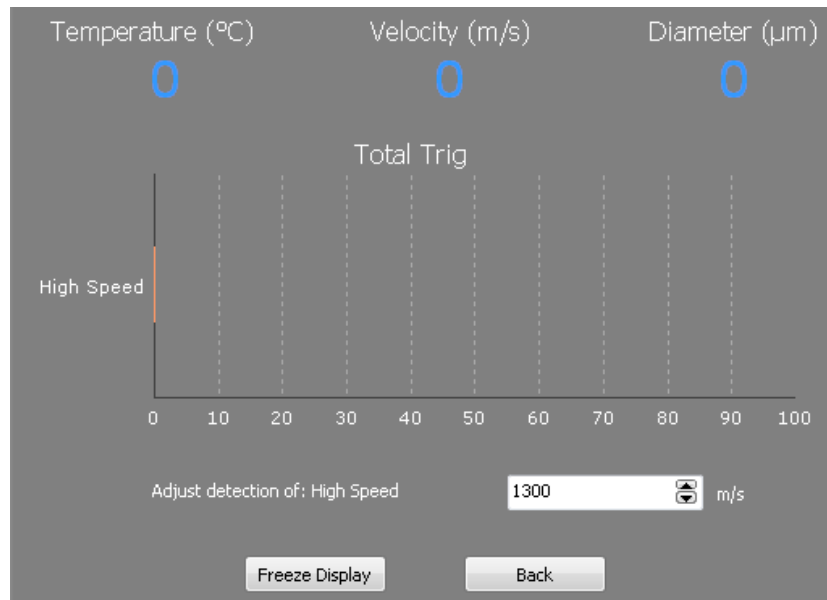 Temperature (ºC) Velocity (m/s) Diameter (µm)
0 0 0
Total Trig
High Speed
0 10 20 30 40 50 60 70 80 90 100
Adjust detection of: High Speed 1300 m/s
Freeze Display Back